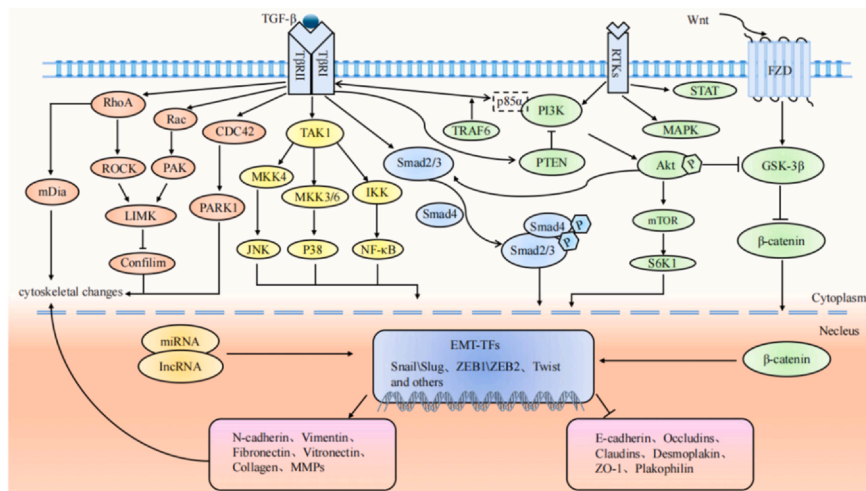 TGF-β
Wnt
TβRII
TβRI
RTKs
FZD
RhoA
Rac
CDC42
TAK1
p85α
PI3K
STAT
TRAF6
MAPK
ROCK
PAK
Smad2/3
PTEN
Akt
P
GSK-3β
mDia
MKK4
MKK3/6
IKK
LIMK
PARK1
Smad4
mTOR
Smad4
P
Smad2/3
P
β-catenin
Confilim
JNK
P38
NF-κB
S6K1
cytoskeletal changes
Cytoplasm
Necleus
miRNA
lncRNA
EMT-TFs
Snail\Slug、ZEB1\ZEB2、Twist
and others
β-catenin
N-cadherin、Vimentin、
Fibronectin、Vitronectin、
Collagen、MMPs
E-cadherin、Occludins、
Claudins、Desmoplakin、
ZO-1、Plakophilin